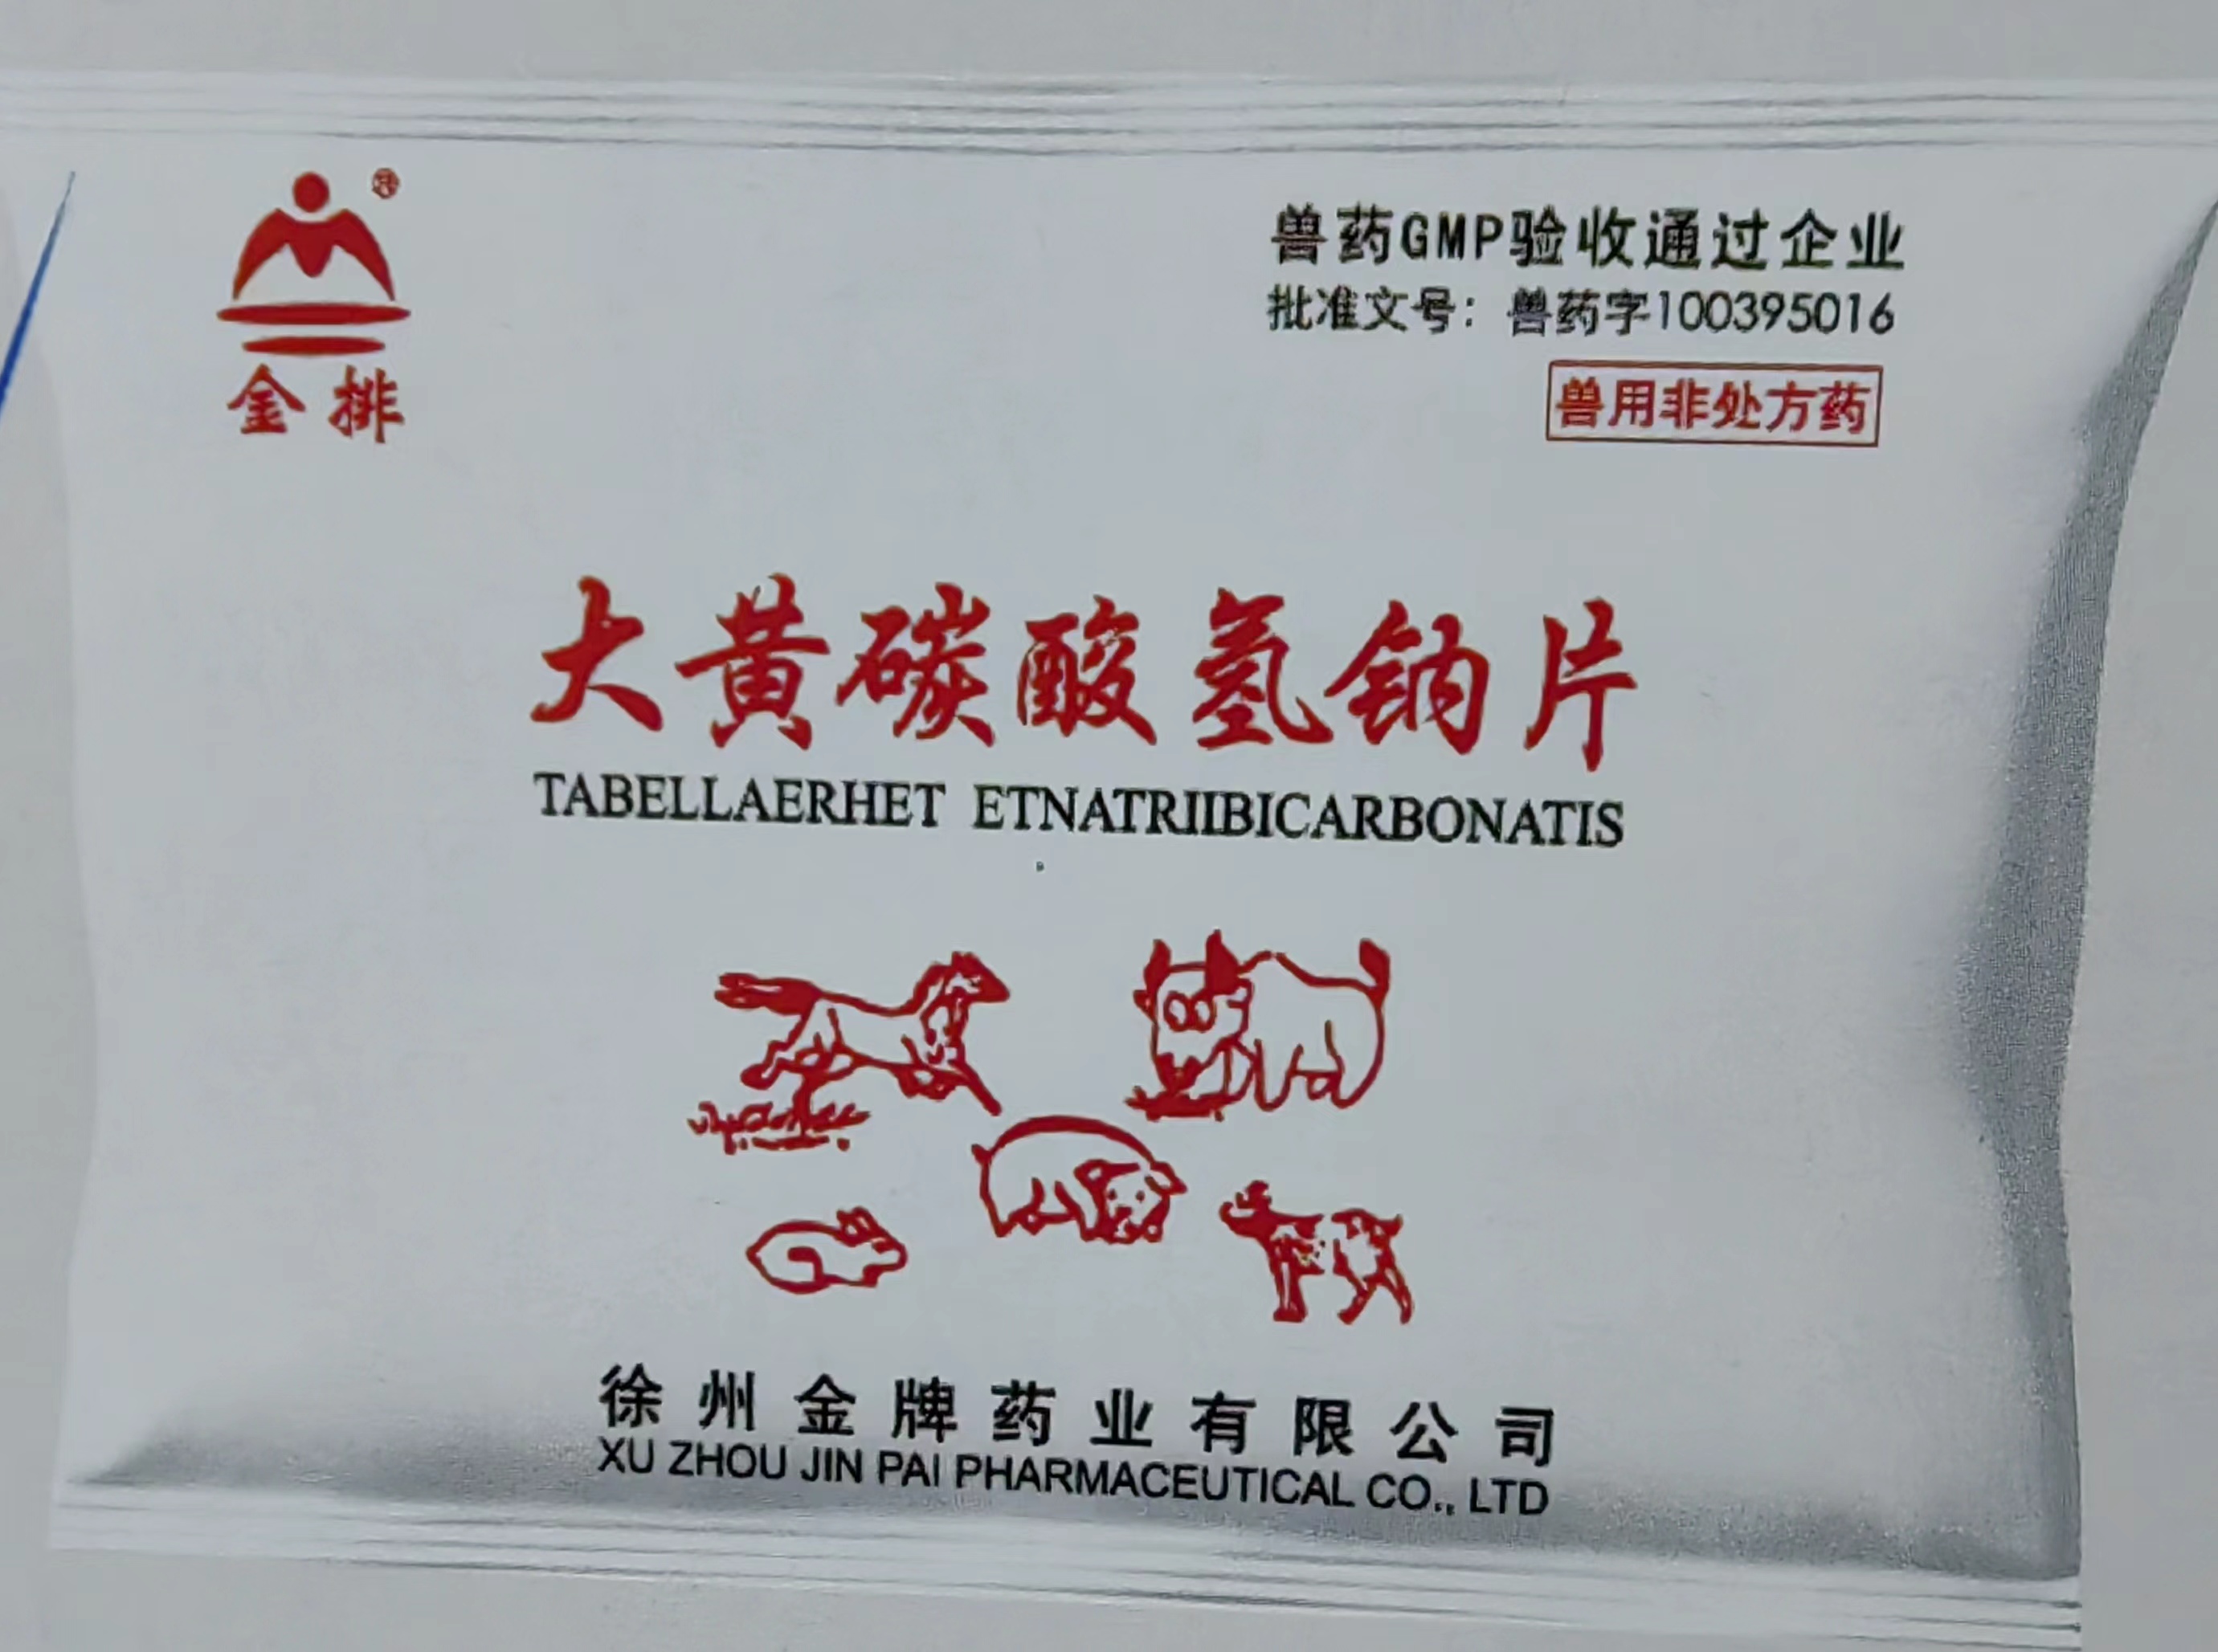 金排
兽药GMP验收通过企业
批准文号：兽药字100395016
兽用非处方药
大黄碳酸氢钠片
TABELLAERHET ETNATRIIBICARBONATIS
徐州金牌药业有限公司
XU ZHOU JIN PAI PHARMACEUTICAL CO., LTD